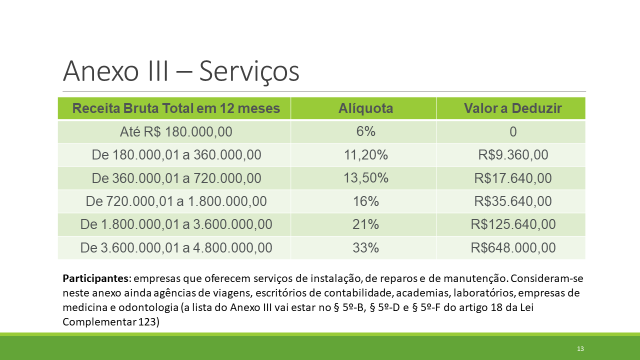 Anexo III – Serviços
Receita Bruta Total em 12 meses Alíquota Valor a Deduzir
Até R$ 180.000,00 6% 0
De 180.000,01 a 360.000,00 11,20% R$9.360,00
De 360.000,01 a 720.000,00 13,50% R$17.640,00
De 720.000,01 a 1.800.000,00 16% R$35.640,00
De 1.800.000,01 a 3.600.000,00 21% R$125.640,00
De 3.600.000,01 a 4.800.000,00 33% R$648.000,00
Participantes: empresas que oferecem serviços de instalação, de reparos e de manutenção. Consideram-se
neste anexo ainda agências de viagens, escritórios de contabilidade, academias, laboratórios, empresas de
medicina e odontologia (a lista do Anexo III vai estar no § 5º-B, § 5º-D e § 5º-F do artigo 18 da Lei
Complementar 123)
13